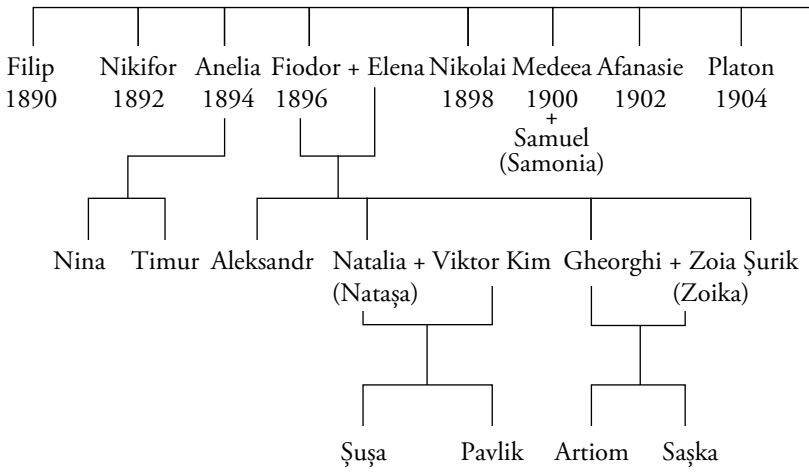 Filip Nikifor Anelia Fiodor + Elena Nikolai Medeea Afanasie Platon
1890 1892 1894 1896 1898 1900 1902 1904
+
Samuel
(Samonia)
Nina Timur Aleksandr Natalia + Viktor Kim Gheorghi + Zoia Șurik
(Natașa) (Zoika)
Șușa Pavlik Artiom Sașka